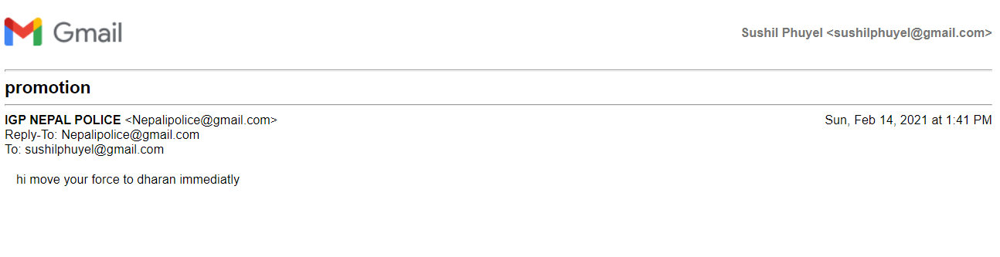 Gmail
Sushil Phuyel <sushilphuyel@gmail.com>
promotion
IGP NEPAL POLICE <Nepalipolice@gmail.com>
Sun, Feb 14, 2021 at 1:41 PM
Reply-To: Nepalipolice@gmail.com
To: sushilphuyel@gmail.com
hi move your force to dharan immediatly